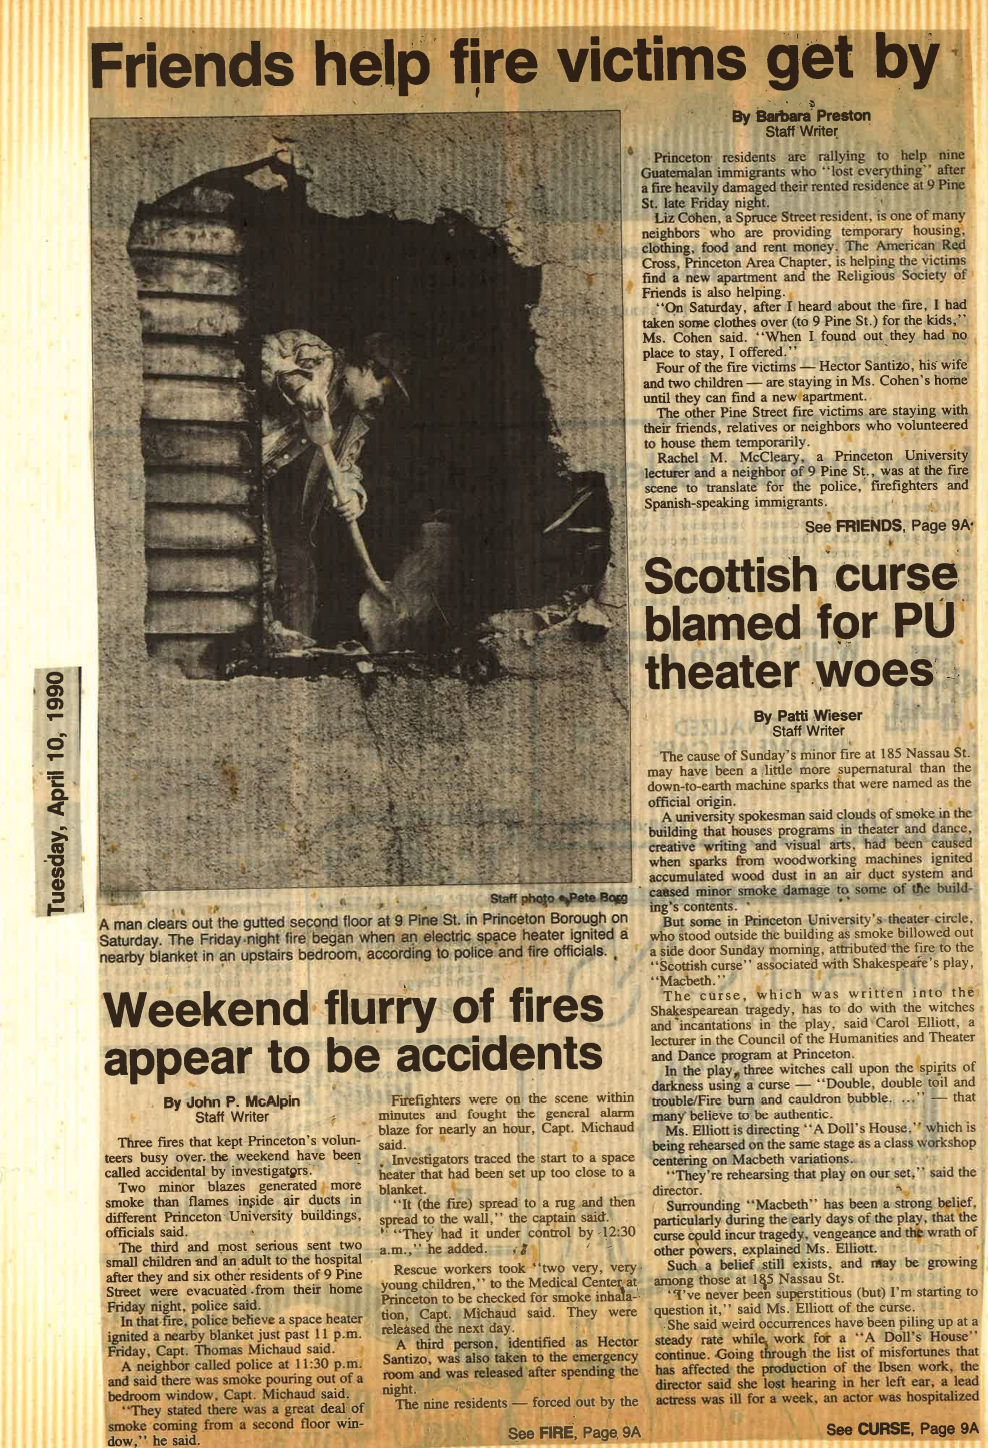 Friends help fire victims get by
By Barbara Preston
Staff Writer
Princeton residents are rallying to help nine
Guatemalan immigrants who "lost everything" after
a fire heavily damaged their rented residence at 9 Pine
St. late Friday night.
Liz Cohen, a Spruce Street resident, is one of many
neighbors who are providing temporary housing,
clothing, food and rent money. The American Red
Cross, Princeton Area Chapter, is helping the victims
find a new apartment and the Religious Society of
Friends is also helping.
"On Saturday, after I heard about the fire, I had
taken some clothes over (to 9 Pine St.) for the kids,"
Ms. Cohen said. "When I found out they had no
place to stay, I offered."
Four of the fire victims — Hector Santizo, his wife
and two children — are staying in Ms. Cohen's home
until they can find a new apartment.
The other Pine Street fire victims are staying with
their friends, relatives or neighbors who volunteered
to house them temporarily.
Rachel M. McCleary, a Princeton University
lecturer and a neighbor of 9 Pine St., was at the fire
scene to translate for the police, firefighters and
Spanish-speaking immigrants.
See FRIENDS, Page 9A
Tuesday, April 10, 1990
Staff photo • Pete Borg
A man clears out the gutted second floor at 9 Pine St. in Princeton Borough on
Saturday. The Friday night fire began when an electric space heater ignited a
nearby blanket in an upstairs bedroom, according to police and fire officials.
Weekend flurry of fires
appear to be accidents
By John P. McAlpin
Staff Writer
Three fires that kept Princeton's volun-
teers busy over the weekend have been
called accidental by investigators.
Two minor blazes generated more
smoke than flames inside air ducts in
different Princeton University buildings,
officials said.
The third and most serious sent two
small children and an adult to the hospital
after they and six other residents of 9 Pine
Street were evacuated from their home
Friday night, police said.
In that fire, police believe a space heater
ignited a nearby blanket just past 11 p.m.
Friday, Capt. Thomas Michaud said.
A neighbor called police at 11:30 p.m.
and said there was smoke pouring out of a
bedroom window, Capt. Michaud said.
"They stated there was a great deal of
smoke coming from a second floor win-
dow," he said.
Firefighters were on the scene within
minutes and fought the general alarm
blaze for nearly an hour, Capt. Michaud
said.
Investigators traced the start to a space
heater that had been set up too close to a
blanket.
"It (the fire) spread to a rug and then
spread to the wall," the captain said.
"They had it under control by 12:30
a.m.," he added.
Rescue workers took "two very, very
young children," to the Medical Center at
Princeton to be checked for smoke inhala-
tion, Capt. Michaud said. They were
released the next day.
A third person, identified as Hector
Santizo, was also taken to the emergency
room and was released after spending the
night.
The nine residents — forced out by the
See FIRE, Page 9A
Scottish curse
blamed for PU
theater woes
By Patti Wieser
Staff Writer
The cause of Sunday's minor fire at 185 Nassau St.
may have been a little more supernatural than the
down-to-earth machine sparks that were named as the
official origin.
A university spokesman said clouds of smoke in the
building that houses programs in theater and dance,
creative writing and visual arts, had been caused
when sparks from woodworking machines ignited
accumulated wood dust in an air duct system and
caused minor smoke damage to some of the build-
ing's contents.
But some in Princeton University's theater circle,
who stood outside the building as smoke billowed out
a side door Sunday morning, attributed the fire to the
"Scottish curse" associated with Shakespeare's play,
"Macbeth."
The curse, which was written into the
Shakespearean tragedy, has to do with the witches
and incantations in the play, said Carol Elliott, a
lecturer in the Council of the Humanities and Theater
and Dance program at Princeton.
In the play, three witches call upon the spirits of
darkness using a curse — "Double, double toil and
trouble/Fire burn and cauldron bubble. ..." — that
many believe to be authentic.
Ms. Elliott is directing "A Doll's House," which is
being rehearsed on the same stage as a class workshop
centering on Macbeth variations.
"They're rehearsing that play on our set," said the
director.
Surrounding "Macbeth" has been a strong belief,
particularly during the early days of the play, that the
curse could incur tragedy, vengeance and the wrath of
other powers, explained Ms. Elliott.
Such a belief still exists, and may be growing
among those at 185 Nassau St.
"I've never been superstitious (but) I'm starting to
question it," said Ms. Elliott of the curse.
She said weird occurrences have been piling up at a
steady rate while work for a "A Doll's House"
continue. Going through the list of misfortunes that
has affected the production of the Ibsen work, the
director said she lost hearing in her left ear, a lead
actress was ill for a week, an actor was hospitalized
See CURSE, Page 9A